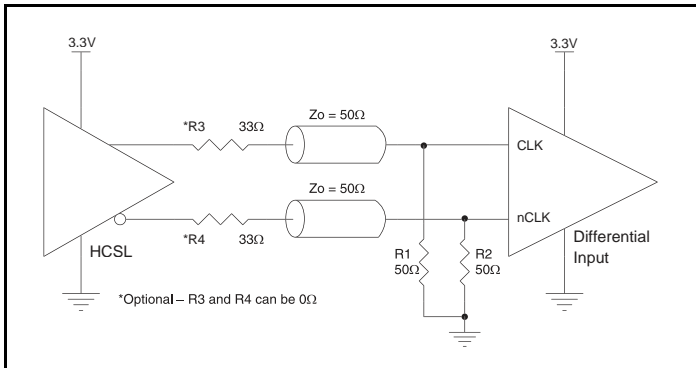 3.3V
3.3V
*R3
33Ω
Zo = 50Ω
CLK
Zo = 50Ω
nCLK
*R4
33Ω
HCSL
R1
50Ω
R2
50Ω
Differential
Input
*Optional – R3 and R4 can be 0Ω